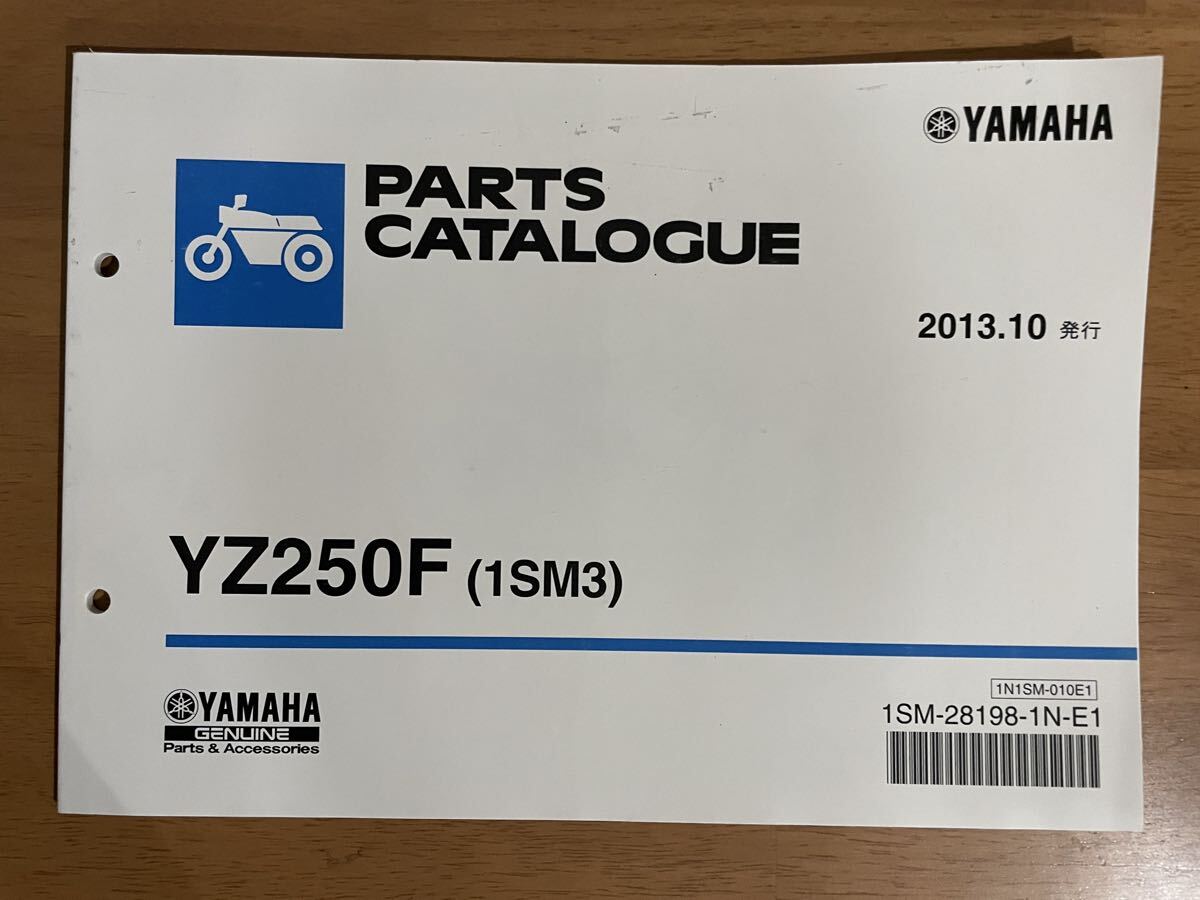 YAMAHA
PARTS
CATALOGUE
2013.10 発行
YZ250F (1SM3)
YAMAHA
GENUINE
Parts & Accessories
1N1SM-010E1
1SM-28198-1N-E1